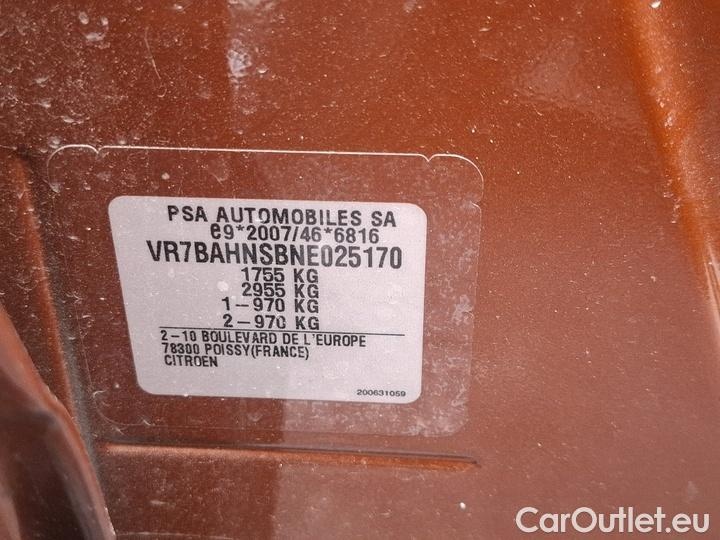 PSA AUTOMOBILES SA
e9*2007/46*6816
VR7BAHNSBNE025170
1755 KG
2955 KG
1-970 KG
2-970 KG
2-10 BOULEVARD DE L'EUROPE
78300 POISSY(FRANCE)
CITROEN
200631059
CarOutlet.eu